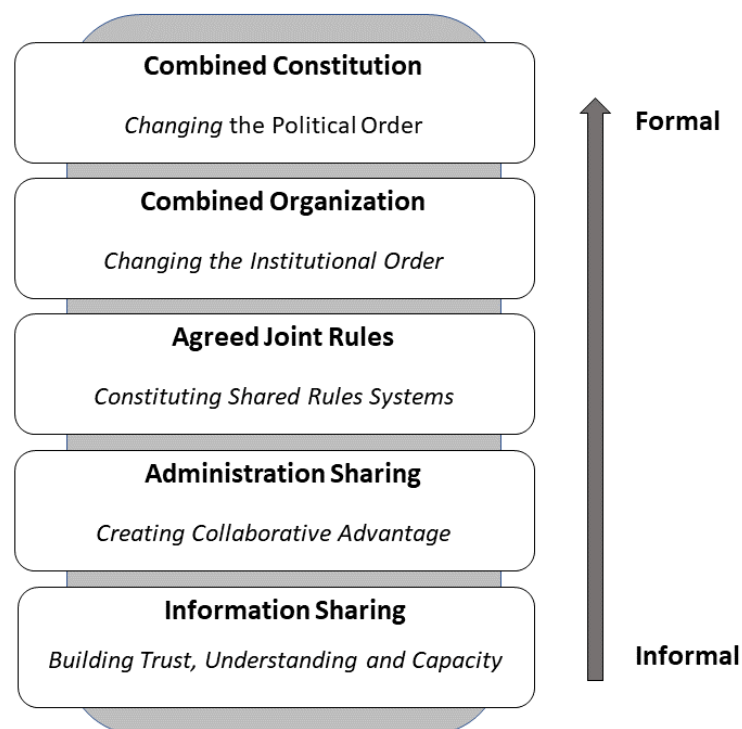 Combined Constitution
Changing the Political Order
Combined Organization
Changing the Institutional Order
Agreed Joint Rules
Constituting Shared Rules Systems
Administration Sharing
Creating Collaborative Advantage
Information Sharing
Building Trust, Understanding and Capacity
Formal
Informal